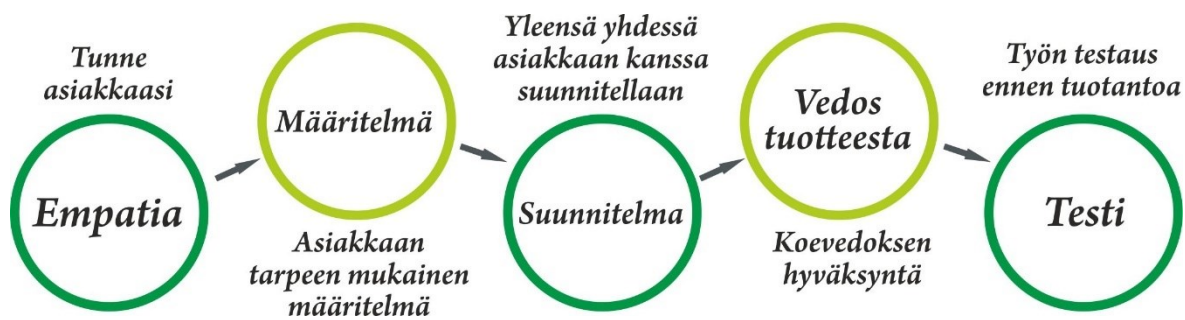 Tunne
asiakkaasi
Empatia
Määritelmä
Asiakkaan
tarpeen mukainen
määritelmä
Yleensä yhdessä
asiakkaan kanssa
suunnitellaan
Suunnitelma
Vedos
tuotteesta
Koevedoksen
hyväksyntä
Työn testaus
ennen tuotantoa
Testi